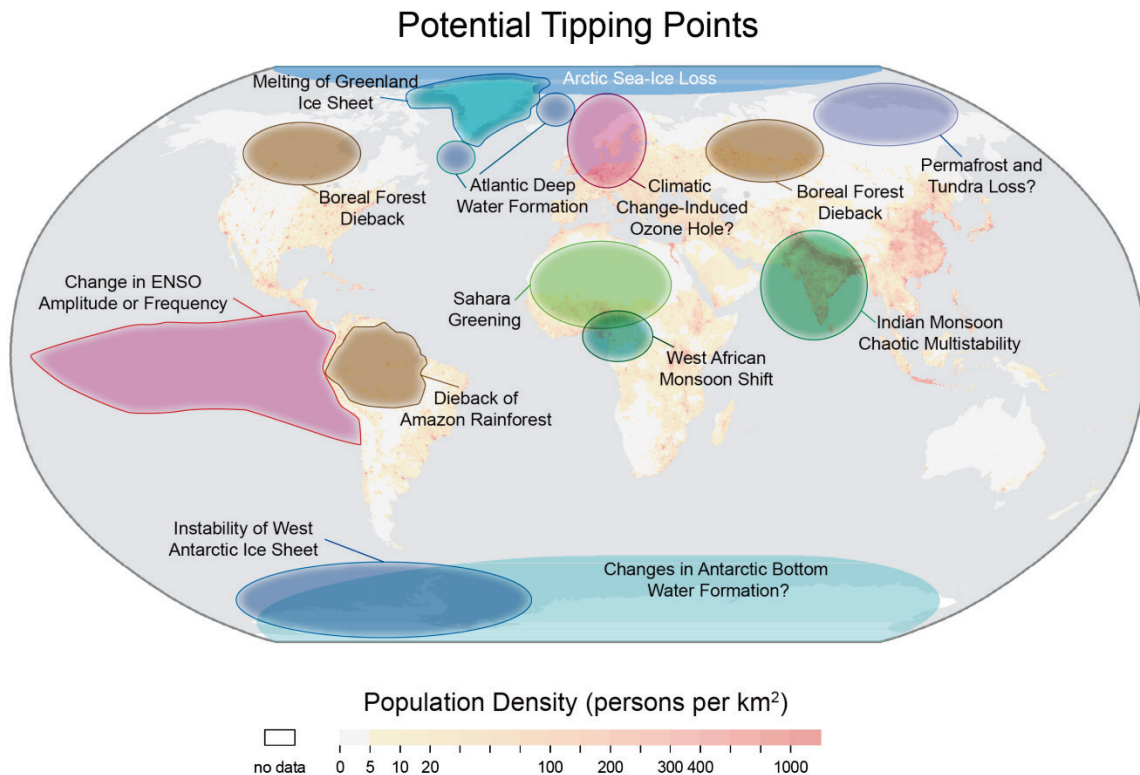 Potential Tipping Points
Arctic Sea-Ice Loss
Melting of Greenland
Ice Sheet
Permafrost and
Tundra Loss?
Boreal Forest
Dieback
Atlantic Deep
Water Formation
Climatic
Change-Induced
Ozone Hole?
Boreal Forest
Dieback
Change in ENSO
Amplitude or Frequency
Sahara
Greening
Indian Monsoon
Chaotic Multistability
West African
Monsoon Shift
Dieback of
Amazon Rainforest
Instability of West
Antarctic Ice Sheet
Changes in Antarctic Bottom
Water Formation?
Population Density (persons per km²)
no data 0 5 10 20 100 200 300 400 1000